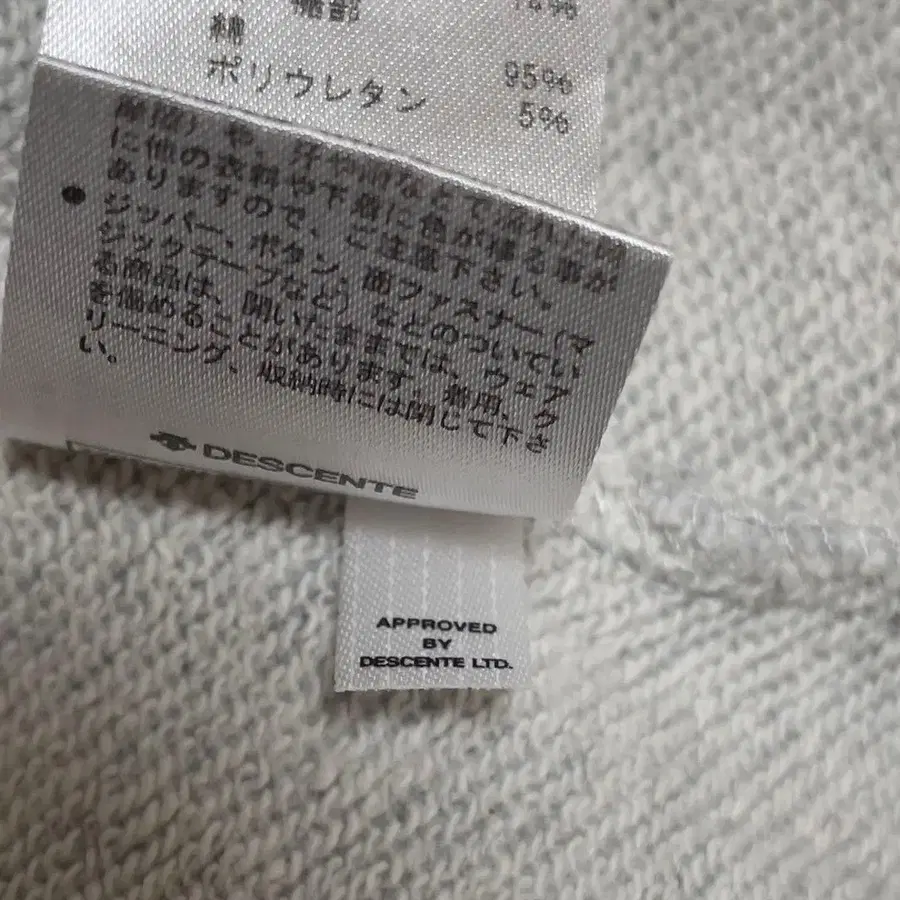 綿 95%
ポリウレタン 5%
に他の衣料や下着に色が移る事が
ありますので、ご注意下さい。
● ジッパー、ボタン、面ファスナー(マ
ジックテープなど)などのついてい
る商品は、開いたままでは、ウェア
を傷めることがあります。着用、ク
リーニング、収納時には閉じて下さ
い。
DESCENTE
APPROVED
BY
DESCENTE LTD.